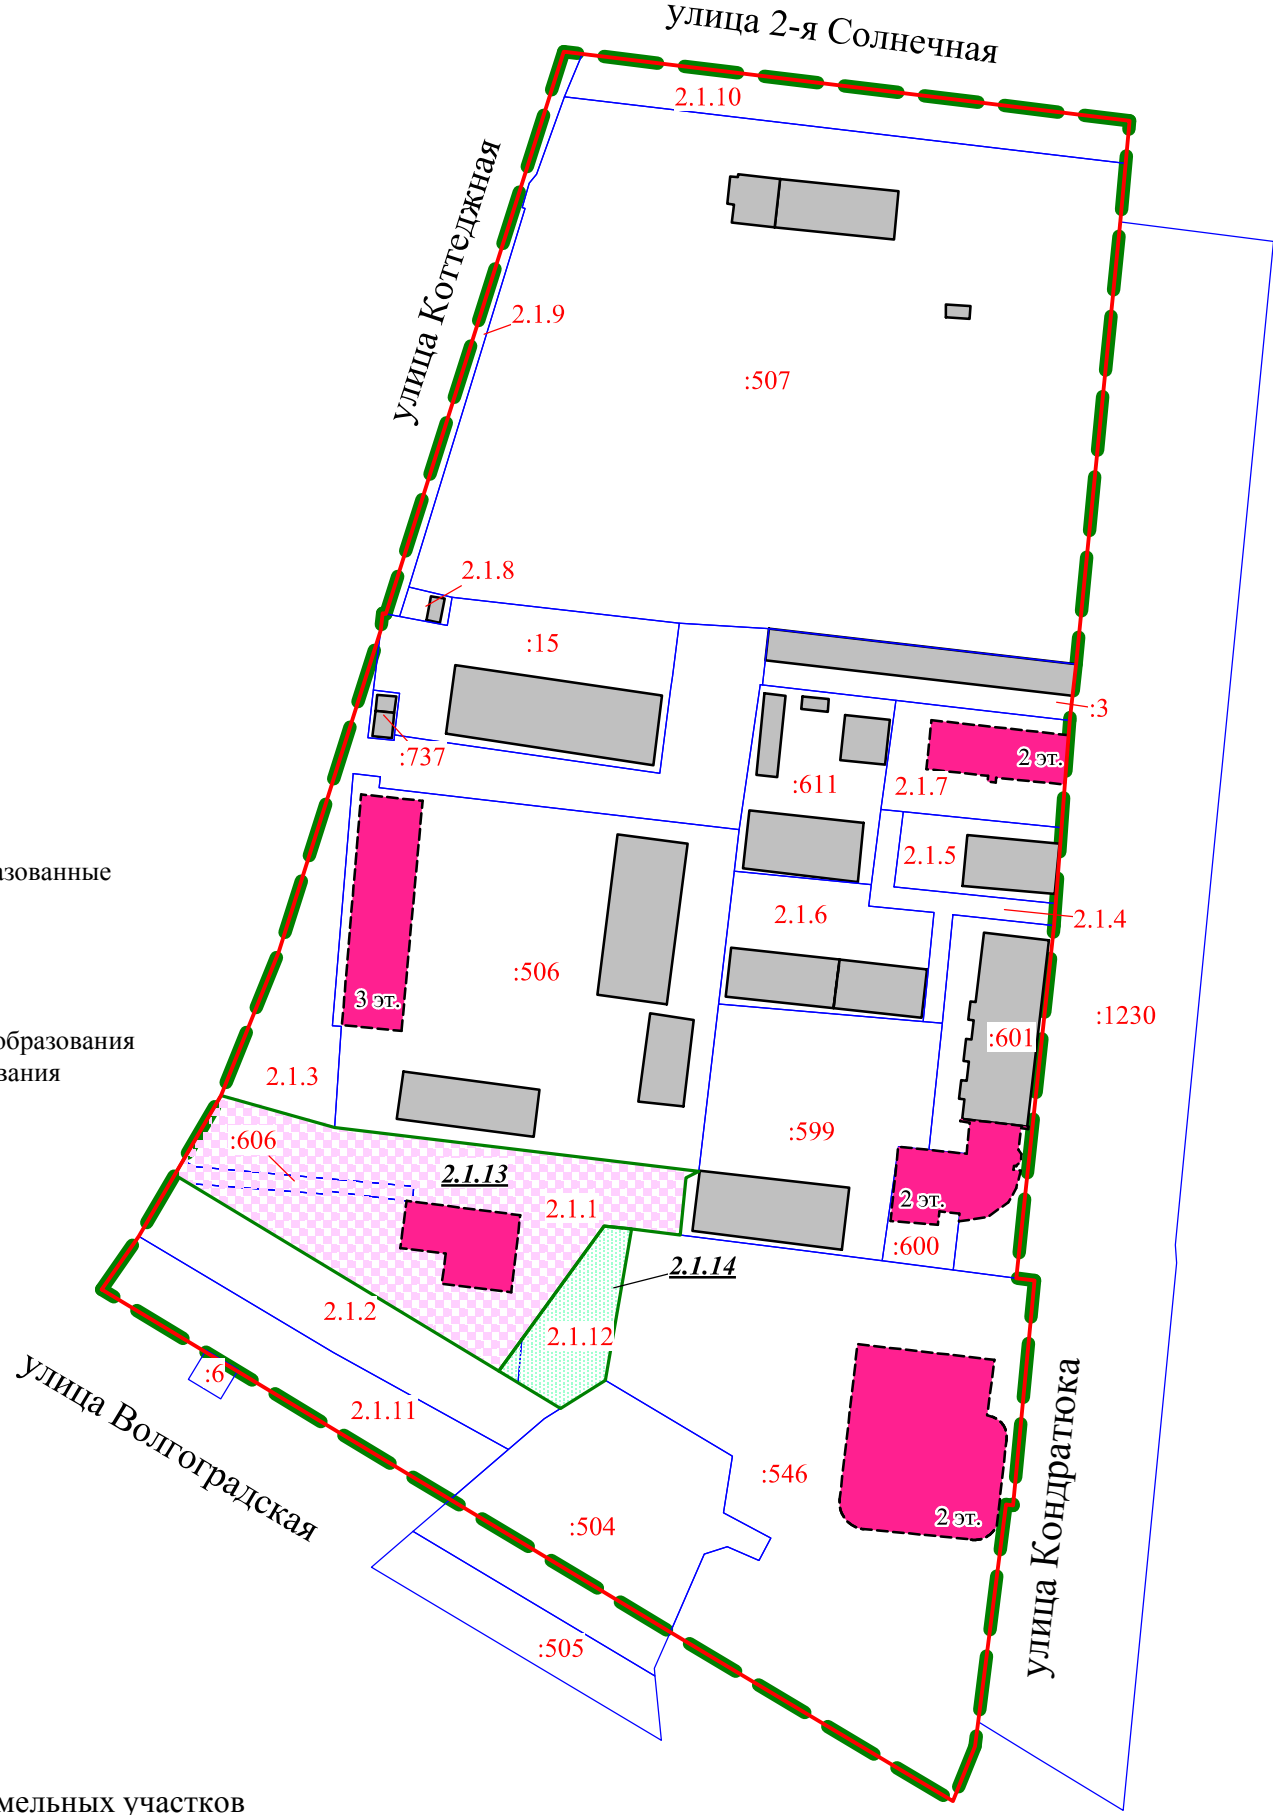 улица 2-я Солнечная
2.1.10
улица Коттеджная
2.1.9
:507
2.1.8
:15
:3
:737
2 эт.
:611
2.1.7
2.1.5
азованные
2.1.6
2.1.4
:506
3 эт.
:1230
:601
образования
вания
2.1.3
:599
:606
2.1.13
2.1.1
2 эт.
:600
2.1.14
2.1.2
2.1.12
:6
2.1.11
улица Волгоградская
:546
2 эт.
:504
улица Кондратюка
:505
мельных участков